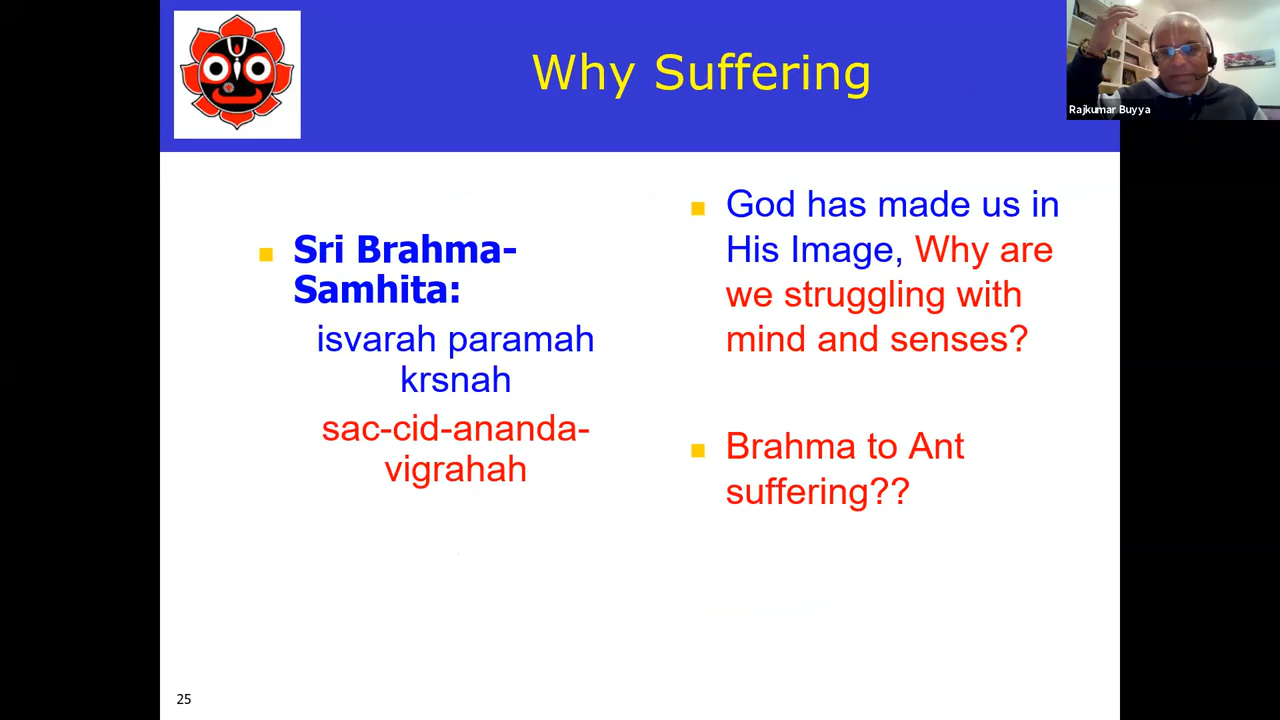 Why Suffering
Rajkumar Buyya
Sri Brahma-
Samhita:
isvarah paramah
krsnah
sac-cid-ananda-
vigrahah
God has made us in
His Image, Why are
we struggling with
mind and senses?
Brahma to Ant
suffering??
25